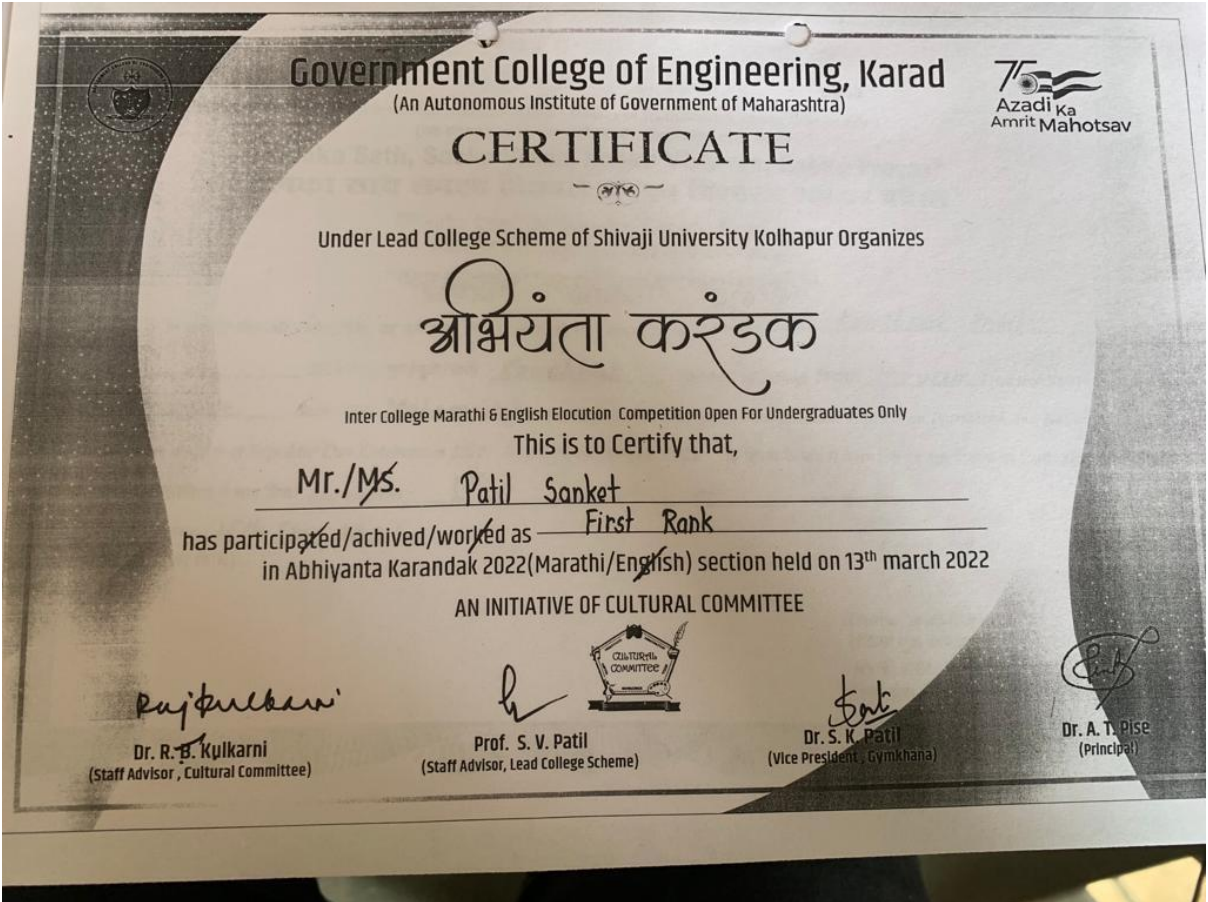 Government College of Engineering, Karad
(An Autonomous Institute of Government of Maharashtra)
75
Azadi Ka
Amrit Mahotsav
CERTIFICATE
Under Lead College Scheme of Shivaji University Kolhapur Organizes
अभियंता करंडक
Inter College Marathi & English Elocution Competition Open For Undergraduates Only
This is to Certify that,
Mr./Ms. Patil Sanket
has participated/achived/worked as First Rank
in Abhiyanta Karandak 2022(Marathi/English) section held on 13th march 2022
AN INITIATIVE OF CULTURAL COMMITTEE
CULTURAL
COMMITTEE
Rajkulkarni
Dr. R. B. Kulkarni
(Staff Advisor , Cultural Committee)
Prof. S. V. Patil
(Staff Advisor, Lead College Scheme)
Dr. S. K. Patil
(Vice President , Gymkhana)
Dr. A. T. Pise
(Principal)